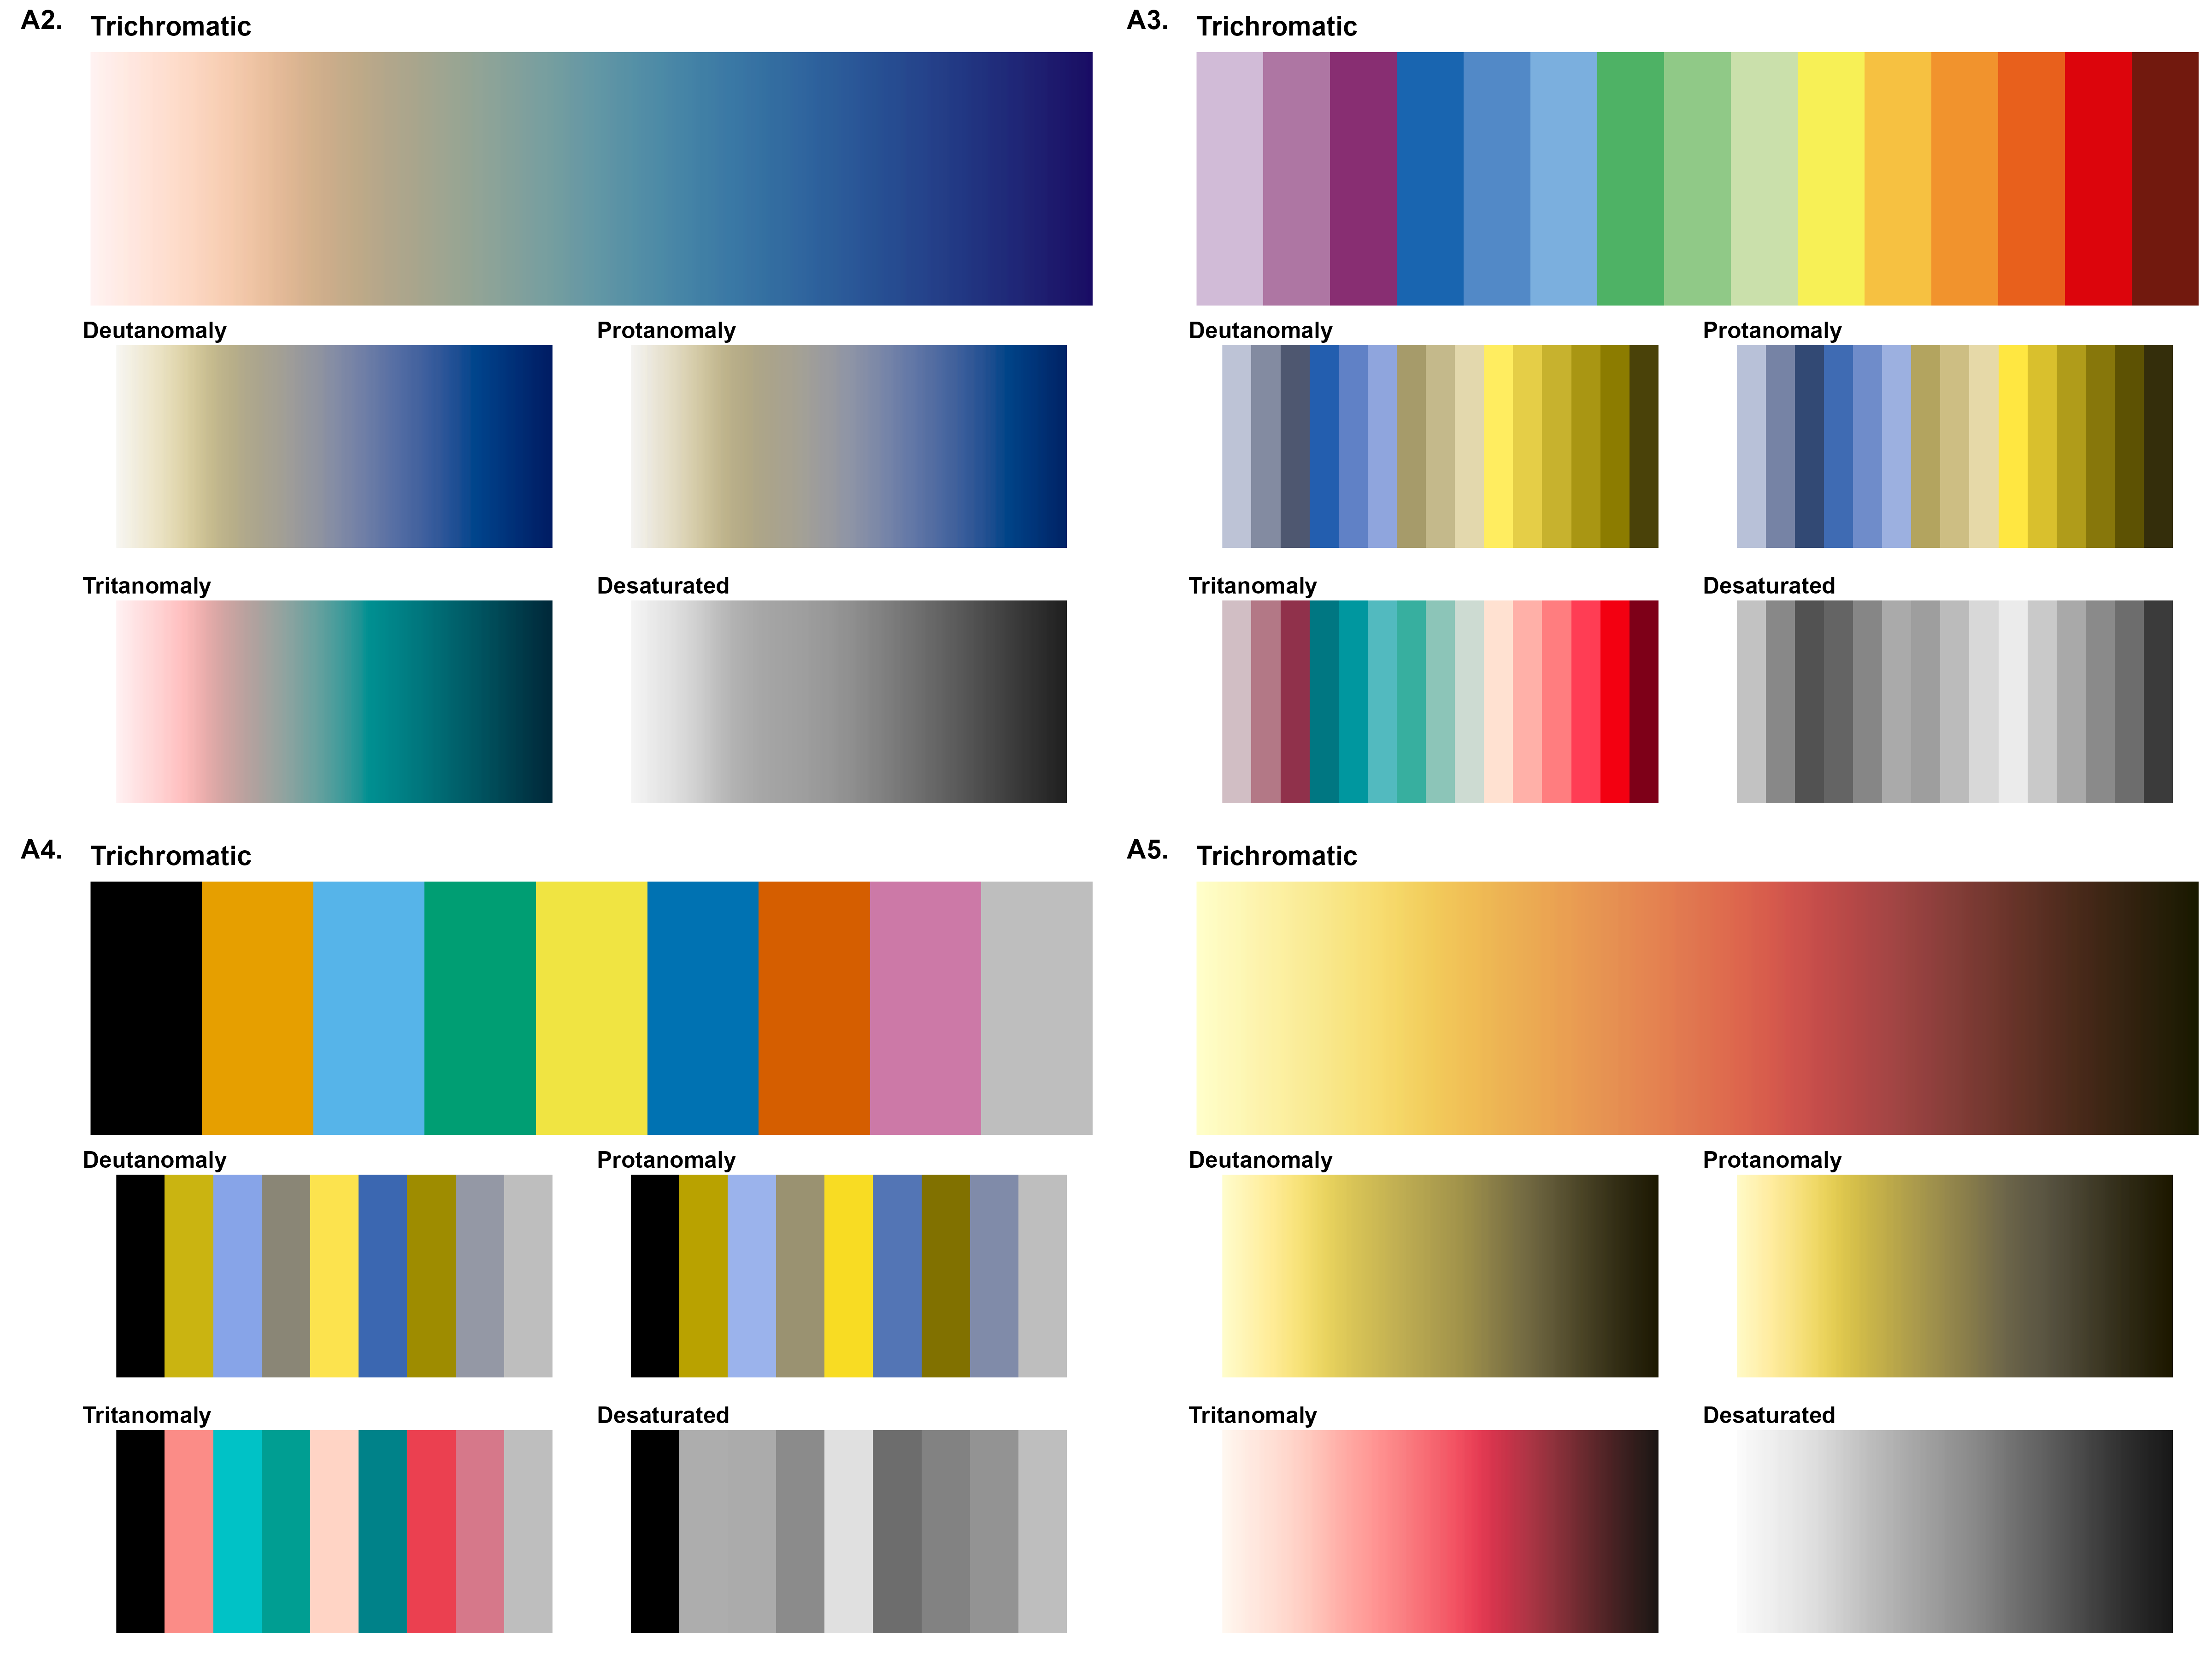 A2. Trichromatic
Deutanomaly
Protanomaly
Tritanomaly
Desaturated
A3. Trichromatic
Deutanomaly
Protanomaly
Tritanomaly
Desaturated
A4. Trichromatic
Deutanomaly
Protanomaly
Tritanomaly
Desaturated
A5. Trichromatic
Deutanomaly
Protanomaly
Tritanomaly
Desaturated